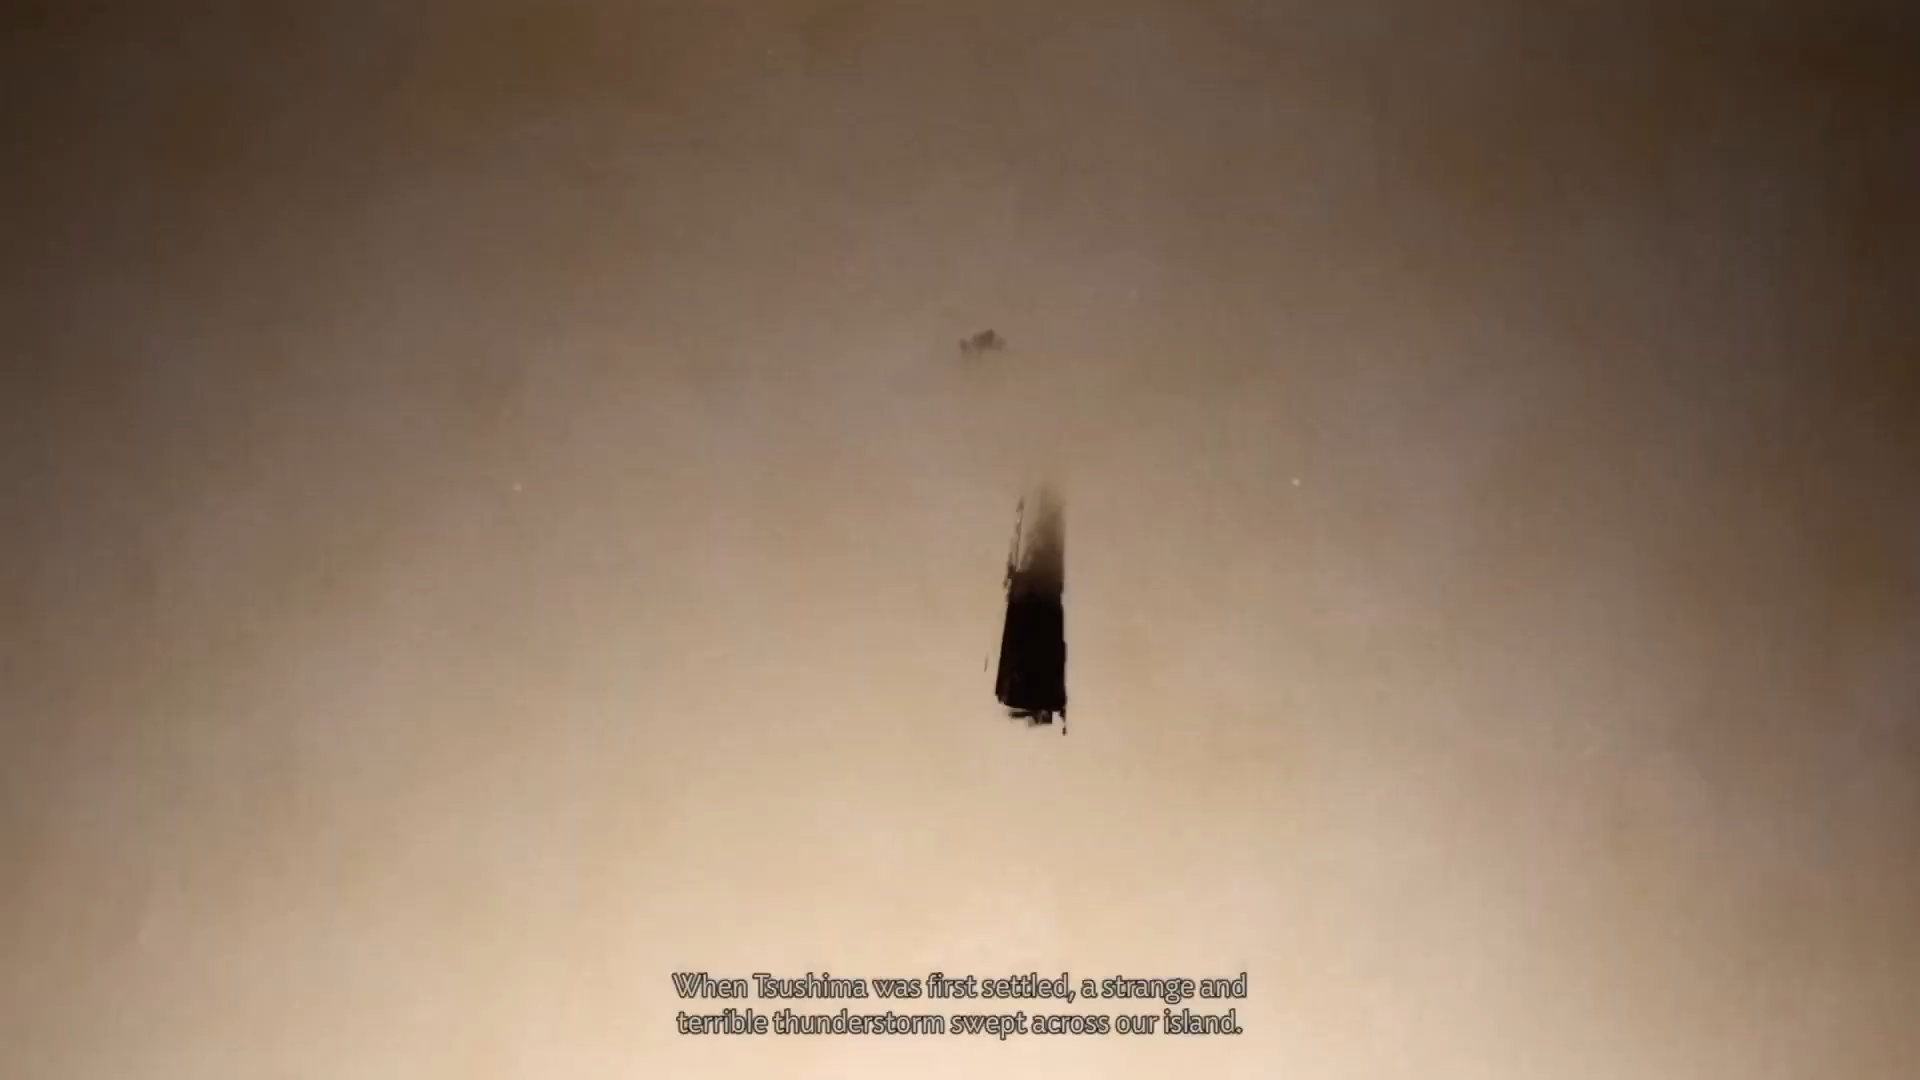 When Tsushima was first settled, a strange and
terrible thunderstorm swept across our island.